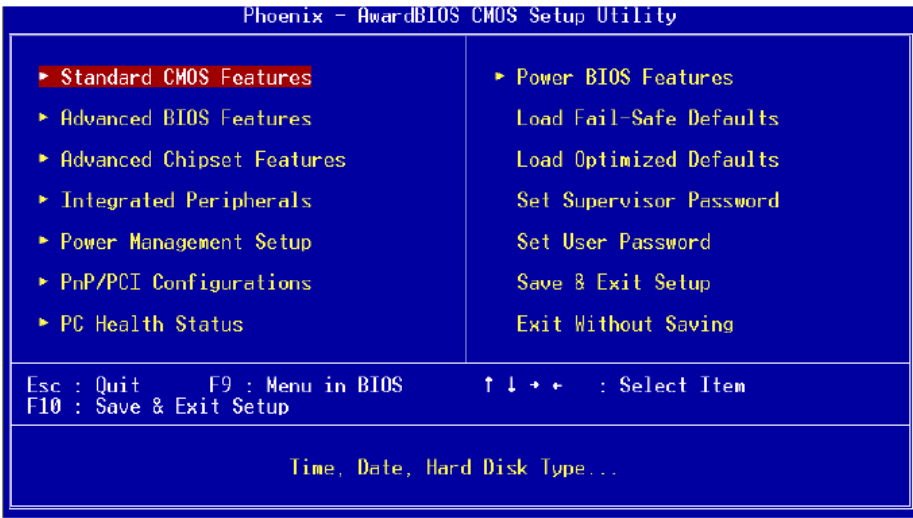 Phoenix - AwardBIOS CMOS Setup Utility
▸ Standard CMOS Features
▸ Advanced BIOS Features
▸ Advanced Chipset Features
▸ Integrated Peripherals
▸ Power Management Setup
▸ PnP/PCI Configurations
▸ PC Health Status
▸ Power BIOS Features
Load Fail-Safe Defaults
Load Optimized Defaults
Set Supervisor Password
Set User Password
Save & Exit Setup
Exit Without Saving
Esc : Quit F9 : Menu in BIOS ↑ ↓ → ← : Select Item
F10 : Save & Exit Setup
Time, Date, Hard Disk Type...